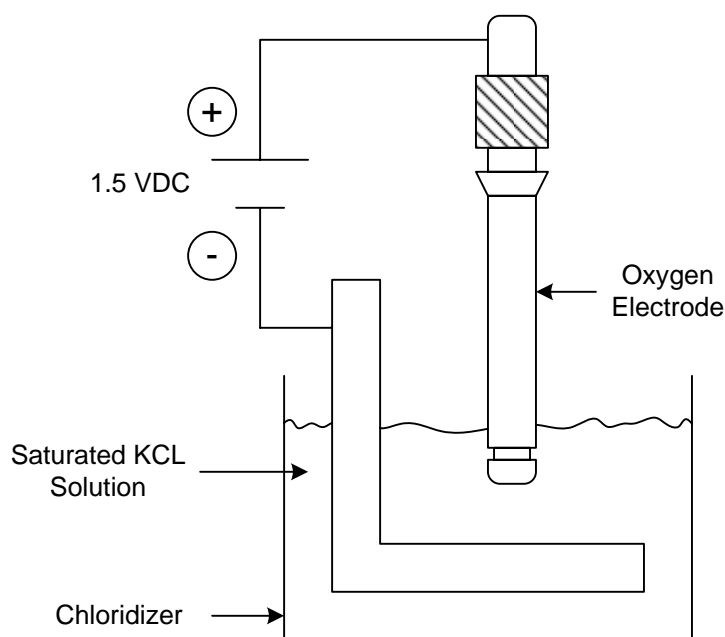 +
1.5 VDC
-
Oxygen
Electrode
Saturated KCL
Solution
Chloridizer